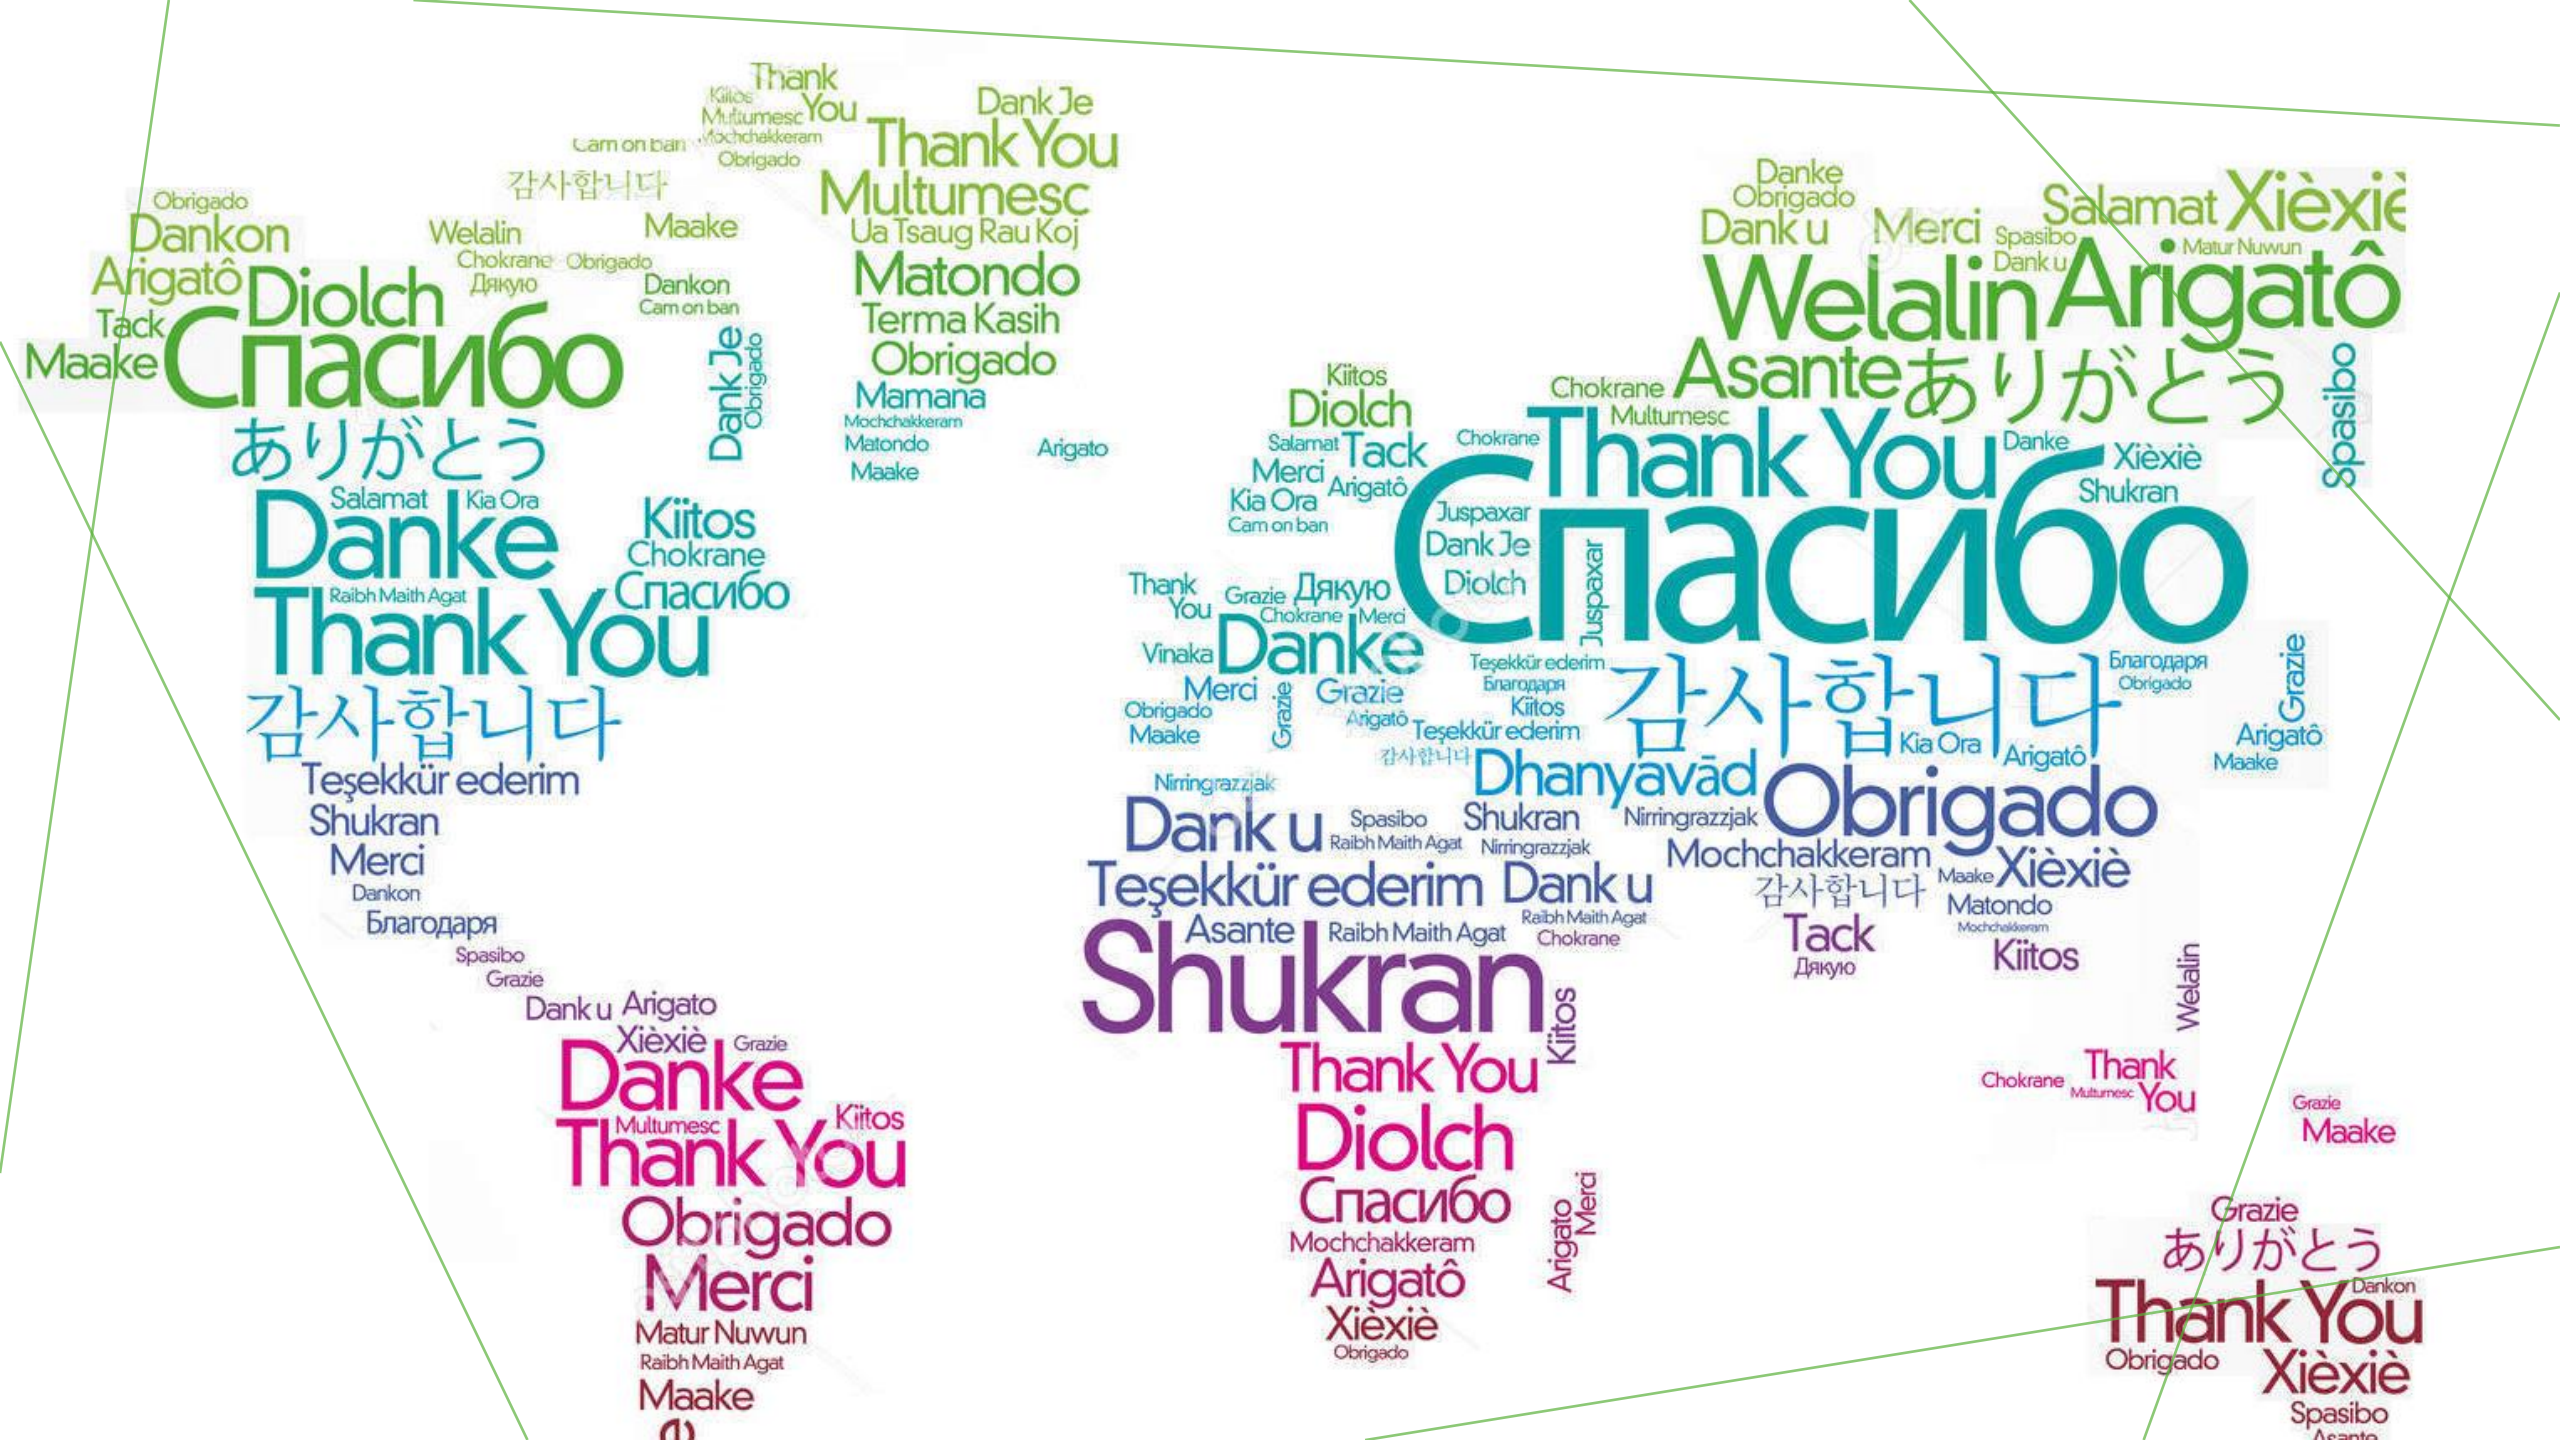 Thank
You
Kiitos
Multumesc
Mochchakkeram
Obrigado
Cam on ban
감사합니다
Dank Je
Thank You
Multumesc
Ua Tsaug Rau Koj
Matondo
Terma Kasih
Obrigado
Mamana
Mochchakkeram
Matondo
Maake
Arigato
Obrigado
Dankon
Arigatô
Diolch
Tack
Maake
Спасибо
Welalin
Maake
Chokrane
Obrigado
Дякую
Dankon
Cam on ban
Dank Je
Obrigado
ありがとう
Salamat
Kia Ora
Danke
Kiitos
Chokrane
Raibh Maith Agat
Спасибо
Thank You
감사합니다
Teşekkür ederim
Shukran
Merci
Dankon
Благодаря
Spasibo
Grazie
Dank u
Arigato
Xièxiè
Grazie
Danke
Multumesc
Kiitos
Thank You
Obrigado
Merci
Matur Nuwun
Raibh Maith Agat
Maake
Danke
Obrigado
Dank u
Merci
Spasibo
Dank u
Salamat
Xièxiè
Matur Nuwun
Welalin
Arigatô
Asante
ありがとう
Spasibo
Kiitos
Diolch
Chokrane
Multumesc
Salamat
Tack
Chokrane
Thank You
Danke
Xièxiè
Merci
Arigatô
Shukran
Kia Ora
Cam on ban
Juspaxar
Dank Je
Diolch
Juspaxar
Спасибо
Thank
You
Grazie
Дякую
Chokrane
Merci
Vinaka
Danke
Merci
Grazie
Grazie
Obrigado
Maake
Arigatô
Teşekkür ederim
Благодаря
Kiitos
Teşekkür ederim
감사합니다
감사합니다
Благодаря
Obrigado
Kia Ora
Arigatô
Grazie
Arigatô
Maake
Nirringrazzjak
Dhanyavād
Obrigado
Dank u
Spasibo
Shukran
Nirringrazzjak
Raibh Maith Agat
Nirringrazzjak
Mochchakkeram
Xièxiè
Teşekkür ederim
Dank u
감사합니다
Maake
Matondo
Mochchakkeram
Asante
Raibh Maith Agat
Raibh Maith Agat
Chokrane
Tack
Дякую
Kiitos
Welalin
Shukran
Kiitos
Thank You
Diolch
Спасибо
Mochchakkeram
Arigatô
Xièxiè
Obrigado
Arigato
Merci
Chokrane
Thank
You
Multumesc
Grazie
Maake
Grazie
ありがとう
Dankon
Thank You
Obrigado
Xièxiè
Spasibo
Asante